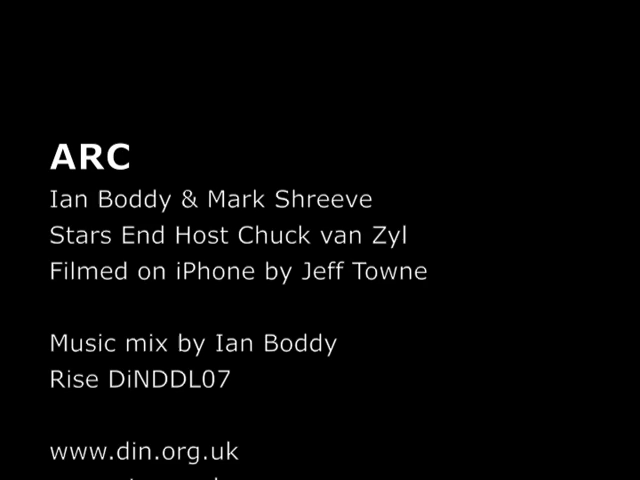 ARC
Ian Boddy & Mark Shreeve
Stars End Host Chuck van Zyl
Filmed on iPhone by Jeff Towne
Music mix by Ian Boddy
Rise DiNDDL07
www.din.org.uk